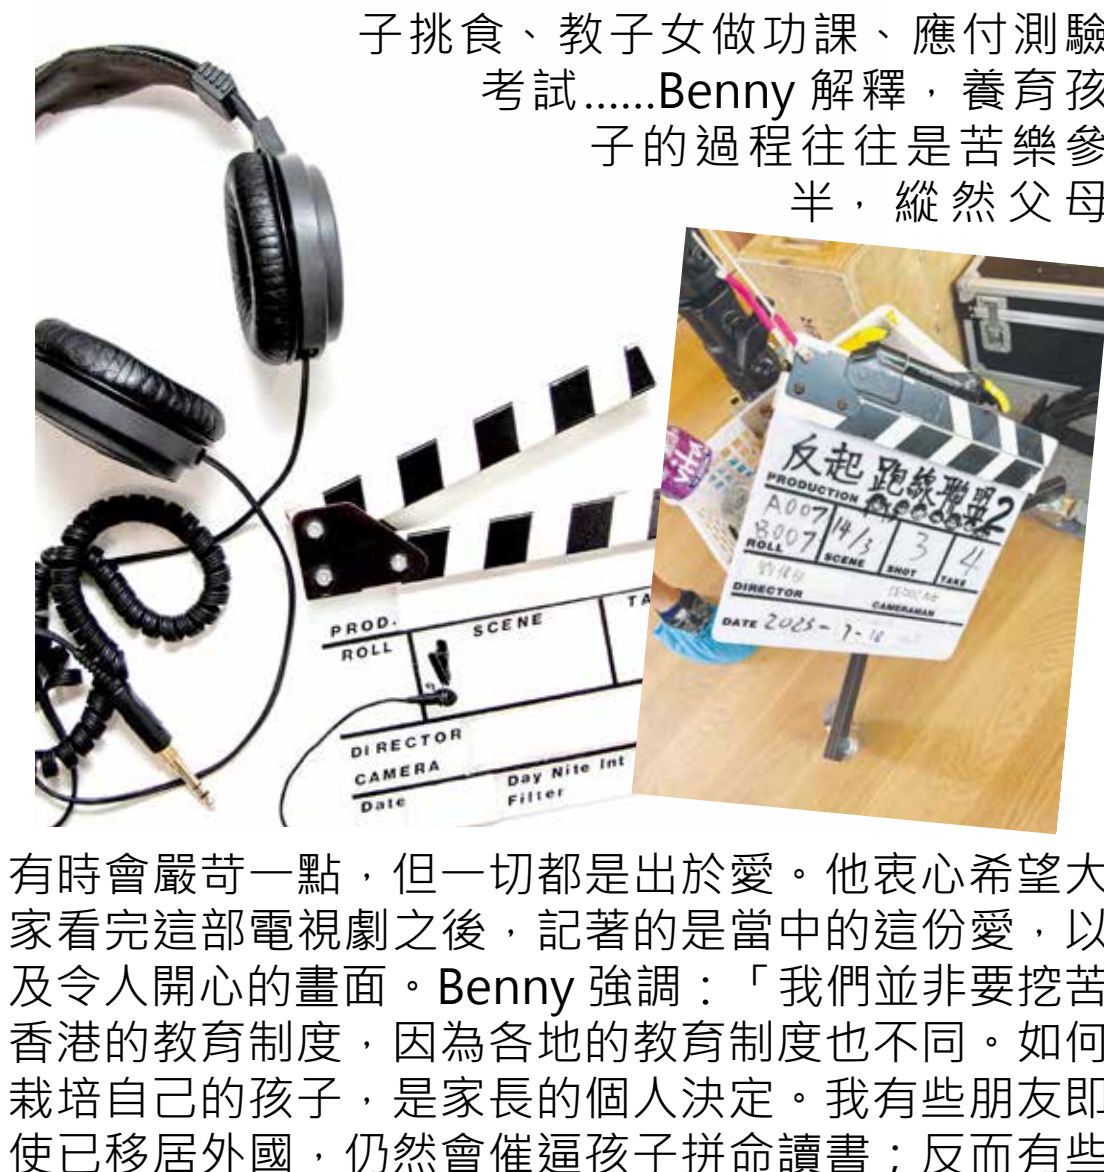 子挑食、教子女做功課、應付測驗
考試......Benny 解釋，養育孩
子的過程往往是苦樂參
半，縱然父母
反起跑線聯盟2
PRODUCTION
A007
B007
14/3
3
4
ROLL
SCENE
SHOT
TAKE
DIRECTOR
CAMERAMAN
DATE 2023-7-
PROD.
SCENE
TA
ROLL
DIRECTOR
CAMERA
Day Nite Int
Date
Filter
有時會嚴苛一點，但一切都是出於愛。他衷心希望大
家看完這部電視劇之後，記著的是當中的這份愛，以
及令人開心的畫面。Benny 強調：「我們並非要挖苦
香港的教育制度，因為各地的教育制度也不同。如何
栽培自己的孩子，是家長的個人決定。我有些朋友即
使已移居外國，仍然會催逼孩子拼命讀書；反而有些